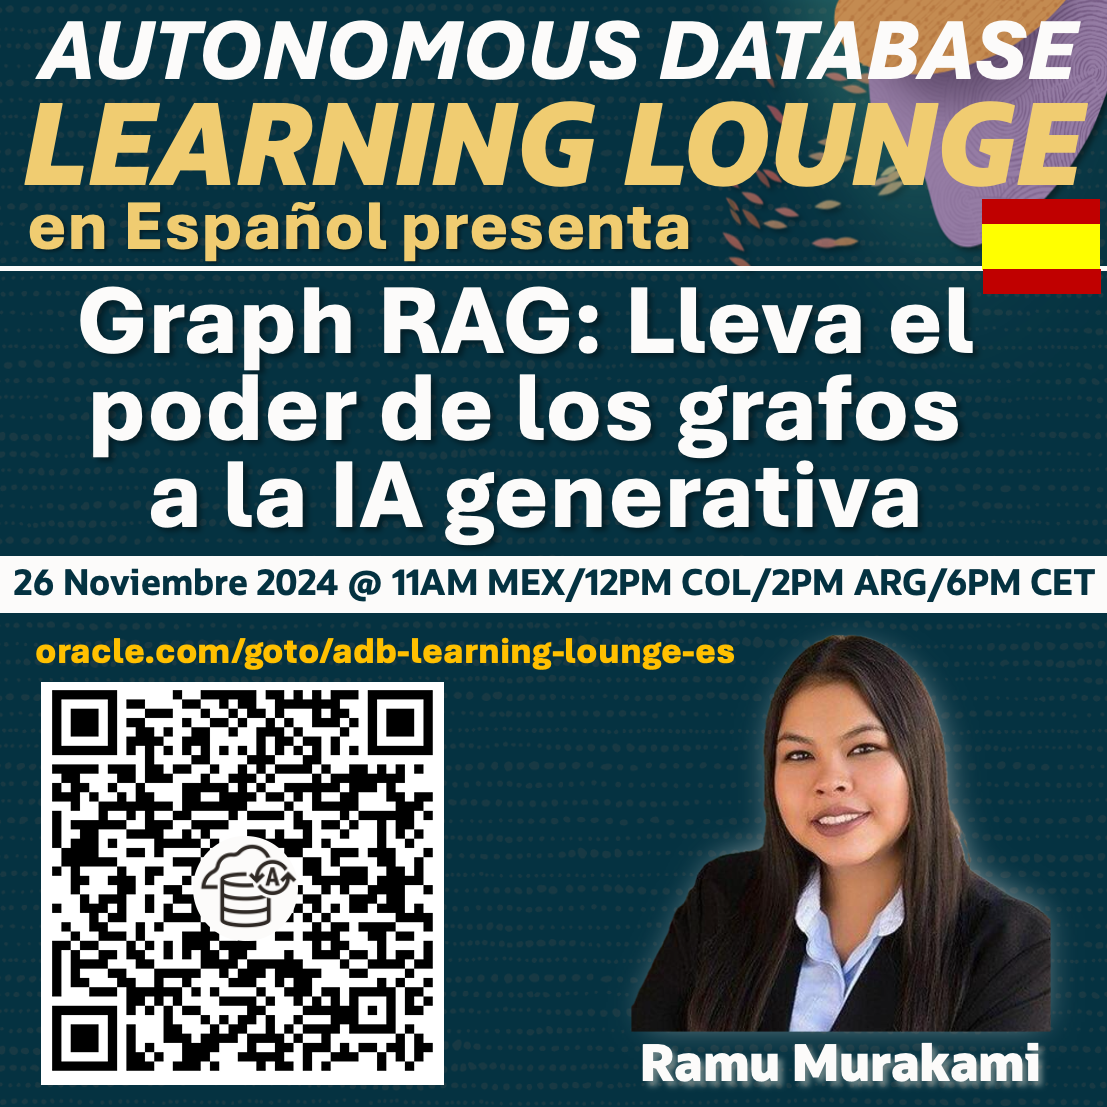 AUTONOMOUS DATABASE
LEARNING LOUNGE
en Español presenta
Graph RAG: Lleva el
poder de los grafos
a la IA generativa
26 Noviembre 2024 @ 11AM MEX/12PM COL/2PM ARG/6PM CET
oracle.com/goto/adb-learning-lounge-es
A
Ramu Murakami